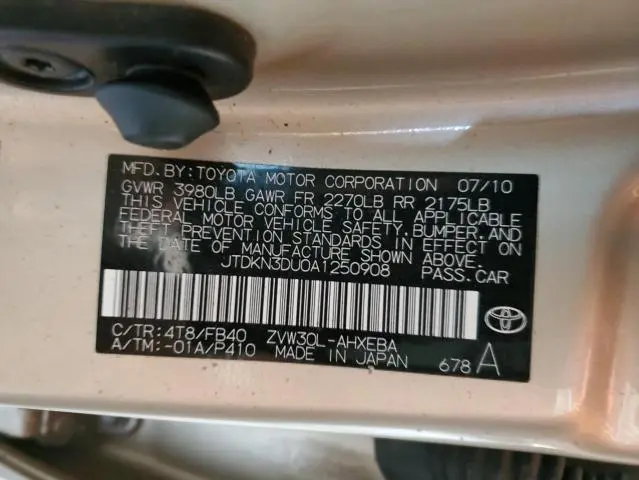 MFD. BY: TOYOTA MOTOR CORPORATION 07/10
GVWR 3980LB GAWR FR 2270LB RR 2175LB
THIS VEHICLE CONFORMS TO ALL APPLICABLE
FEDERAL MOTOR VEHICLE SAFETY, BUMPER, AND
THEFT PREVENTION STANDARDS IN EFFECT ON
THE DATE OF MANUFACTURE SHOWN ABOVE.
JTDKN3DU0A1250908 PASS. CAR
C/TR: 4T8/FB40 ZVW30L-AHXEBA
A/TM: -01A/P410 MADE IN JAPAN 678 A